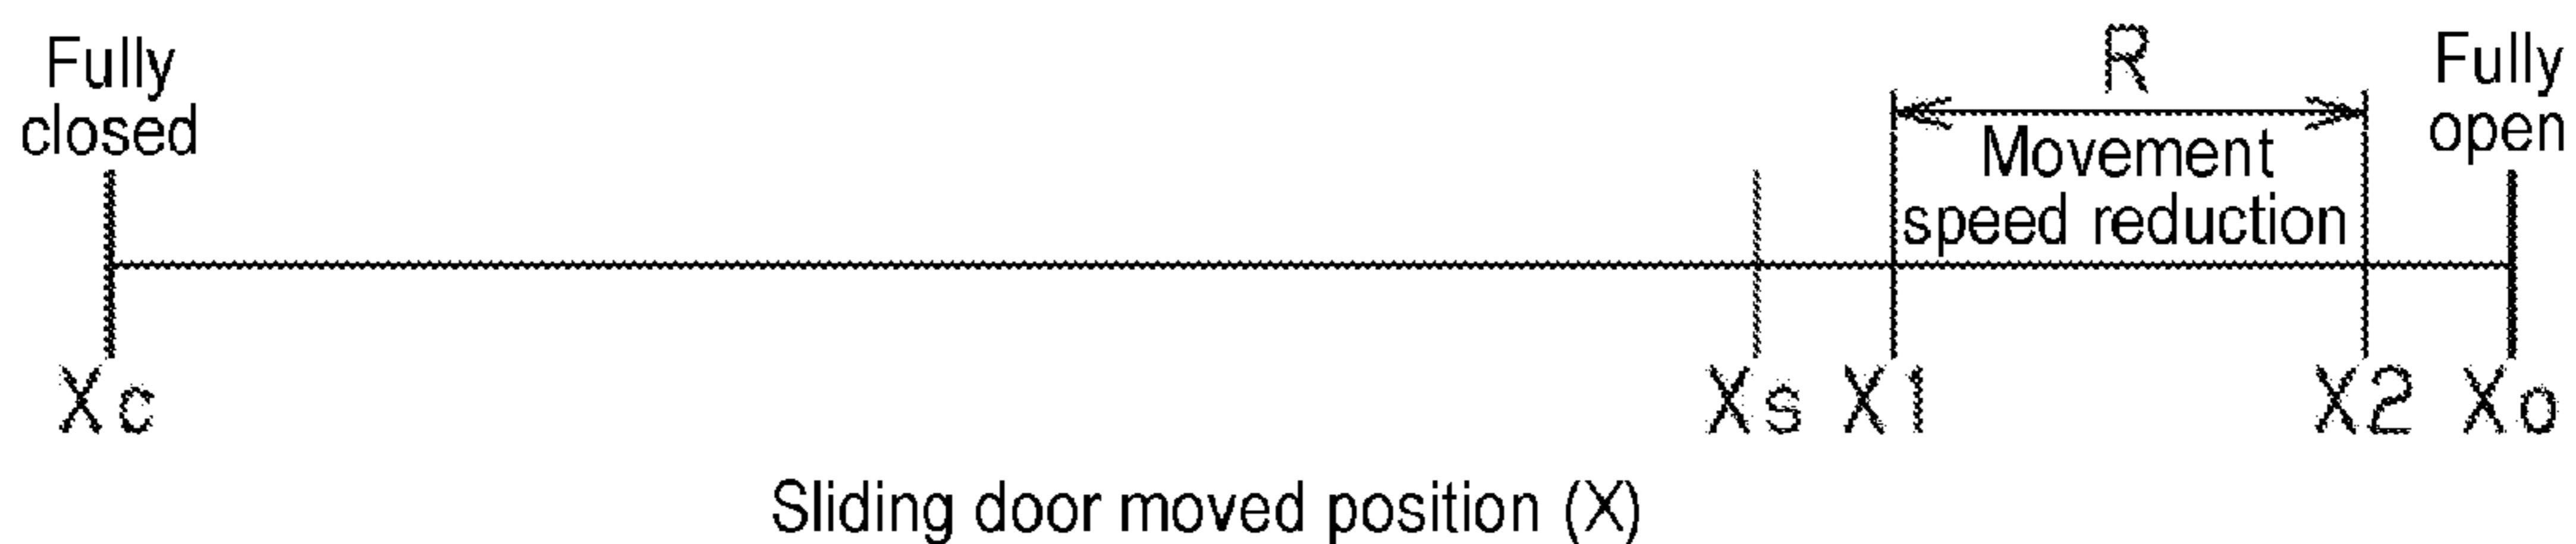 Fully
closed
R
Movement
speed reduction
Fully
open
Xc
Xs
X1
X2
Xo
Sliding door moved position (X)